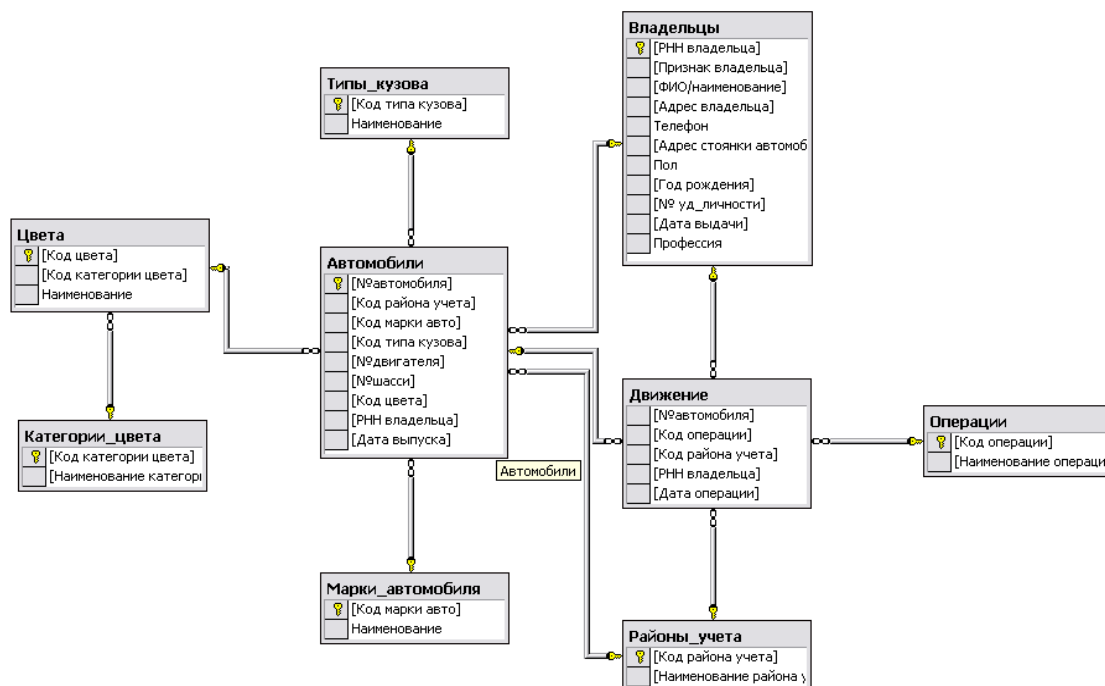 Владельцы
[РНН владельца]
[Признак владельца]
[ФИО/наименование]
[Адрес владельца]
Телефон
[Адрес стоянки автомоб
Пол
[Год рождения]
[№ уд_личности]
[Дата выдачи]
Профессия
Типы_кузова
[Код типа кузова]
Наименование
Цвета
[Код цвета]
[Код категории цвета]
Наименование
Автомобили
[№автомобиля]
[Код района учета]
[Код марки авто]
[Код типа кузова]
[№двигателя]
[№шасси]
[Код цвета]
[РНН владельца]
[Дата выпуска]
Автомобили
Движение
[№автомобиля]
[Код операции]
[Код района учета]
[РНН владельца]
[Дата операции]
Операции
[Код операции]
[Наименование операци
Категории_цвета
[Код категории цвета]
[Наименование категори
Марки_автомобиля
[Код марки авто]
Наименование
Районы_учета
[Код района учета]
[Наименование района у